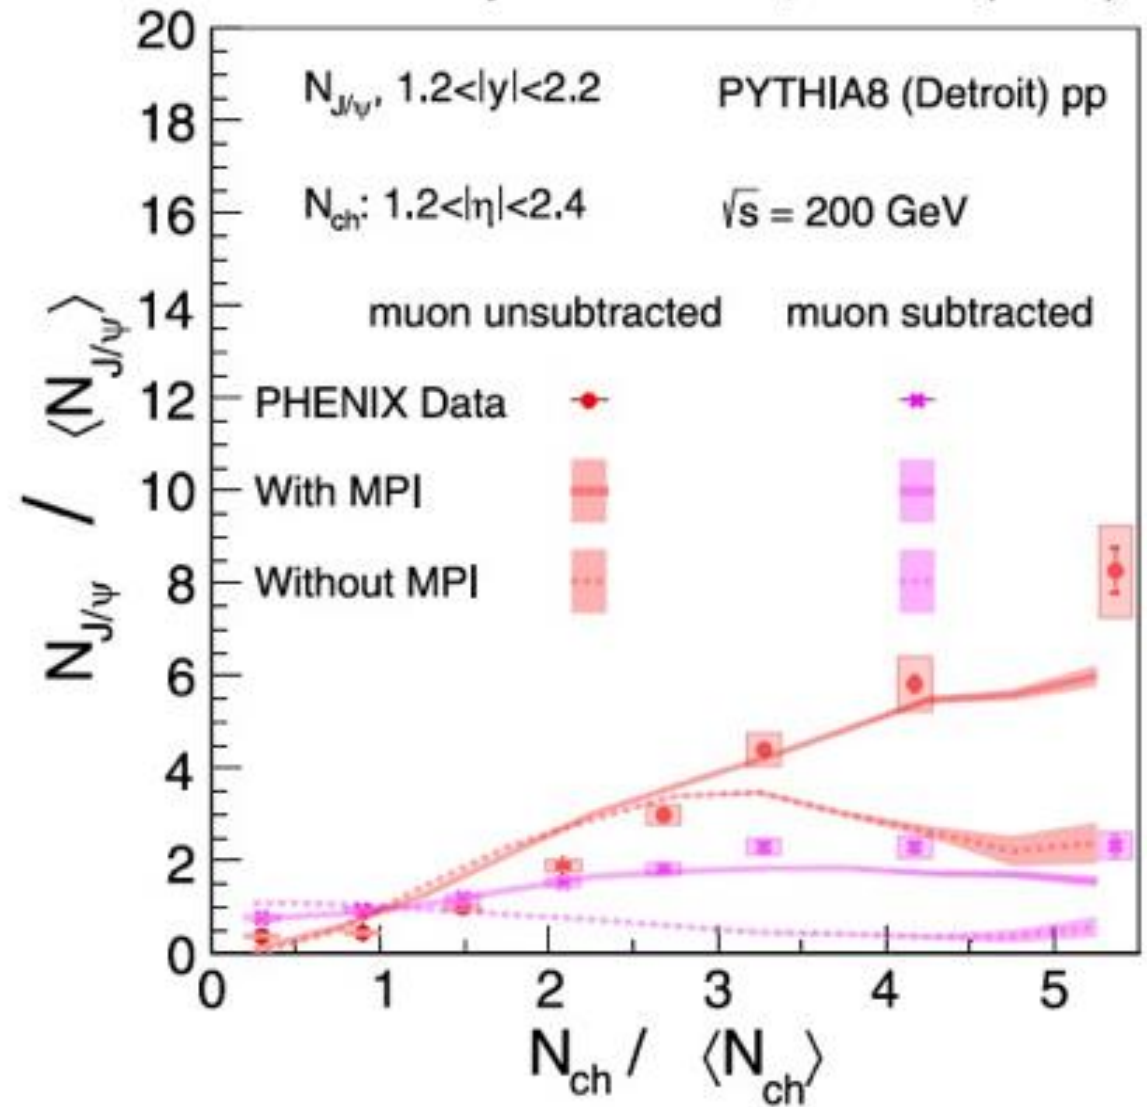 20
18
16
14
12
10
8
6
4
2
0
N_J/ψ / ⟨N_J/ψ⟩
N_J/ψ, 1.2<|y|<2.2
PYTHIA8 (Detroit) pp
N_ch: 1.2<|η|<2.4
√s = 200 GeV
muon unsubtracted muon subtracted
PHENIX Data
With MPI
Without MPI
0 1 2 3 4 5
N_ch / ⟨N_ch⟩